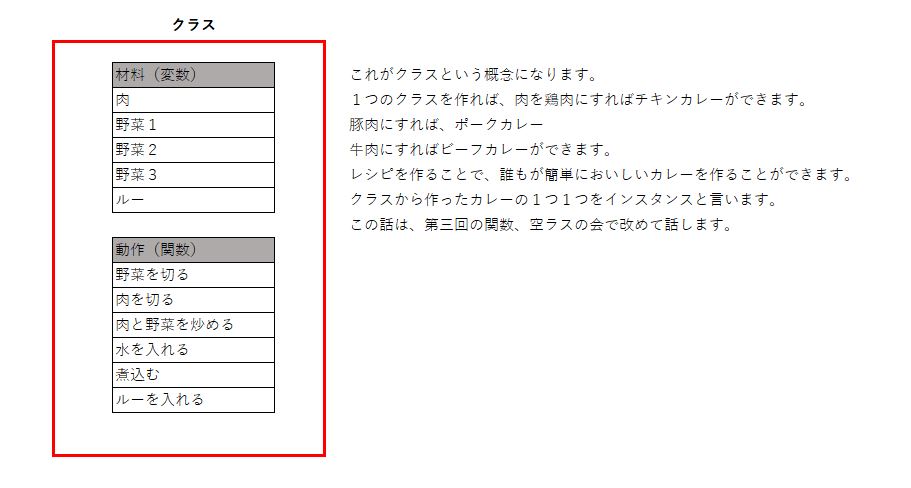 クラス
材料（変数）
肉
野菜１
野菜２
野菜３
ルー
動作（関数）
野菜を切る
肉を切る
肉と野菜を炒める
水を入れる
煮込む
ルーを入れる
これがクラスという概念になります。
１つのクラスを作れば、肉を鶏肉にすればチキンカレーができます。
豚肉にすれば、ポークカレー
牛肉にすればビーフカレーができます。
レシピを作ることで、誰もが簡単においしいカレーを作ることができます。
クラスから作ったカレーの１つ１つをインスタンスと言います。
この話は、第三回の関数、空ラスの会で改めて話します。